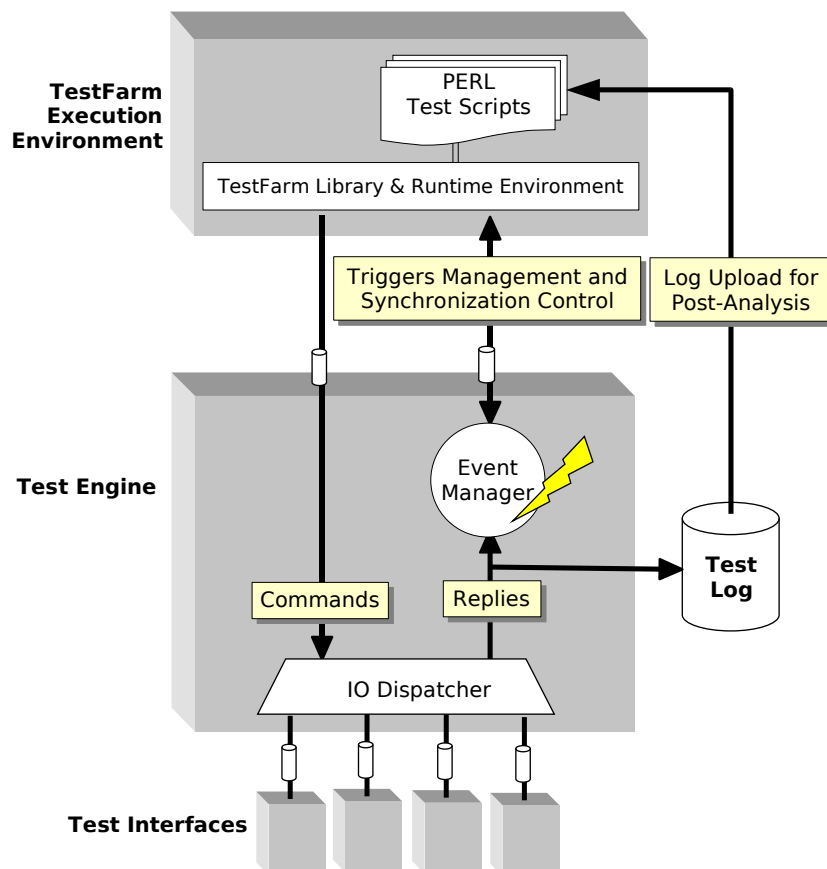 PERL
Test Scripts
TestFarm
Execution
Environment
TestFarm Library & Runtime Environment
Triggers Management and
Synchronization Control
Log Upload for
Post-Analysis
Test Engine
Event
Manager
Test
Log
Commands
Replies
IO Dispatcher
Test Interfaces